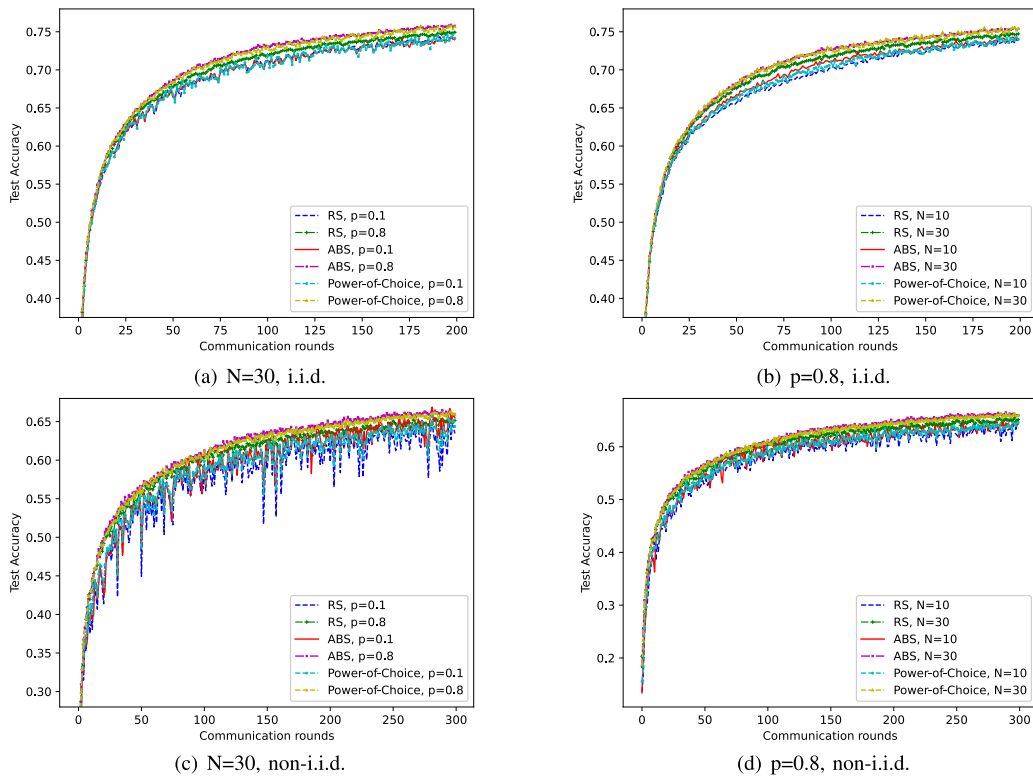 0.75
0.70
0.65
0.60
0.55
0.50
0.45
0.40
Test Accuracy
RS, p=0.1
RS, p=0.8
ABS, p=0.1
ABS, p=0.8
Power-of-Choice, p=0.1
Power-of-Choice, p=0.8
0 25 50 75 100 125 150 175 200
Communication rounds
(a) N=30, i.i.d.
0.75
0.70
0.65
0.60
0.55
0.50
0.45
0.40
Test Accuracy
RS, N=10
RS, N=30
ABS, N=10
ABS, N=30
Power-of-Choice, N=10
Power-of-Choice, N=30
0 25 50 75 100 125 150 175 200
Communication rounds
(b) p=0.8, i.i.d.
0.65
0.60
0.55
0.50
0.45
0.40
0.35
0.30
Test Accuracy
RS, p=0.1
RS, p=0.8
ABS, p=0.1
ABS, p=0.8
Power-of-Choice, p=0.1
Power-of-Choice, p=0.8
0 50 100 150 200 250 300
Communication rounds
(c) N=30, non-i.i.d.
0.6
0.5
0.4
0.3
0.2
Test Accuracy
RS, N=10
RS, N=30
ABS, N=10
ABS, N=30
Power-of-Choice, N=10
Power-of-Choice, N=30
0 50 100 150 200 250 300
Communication rounds
(d) p=0.8, non-i.i.d.